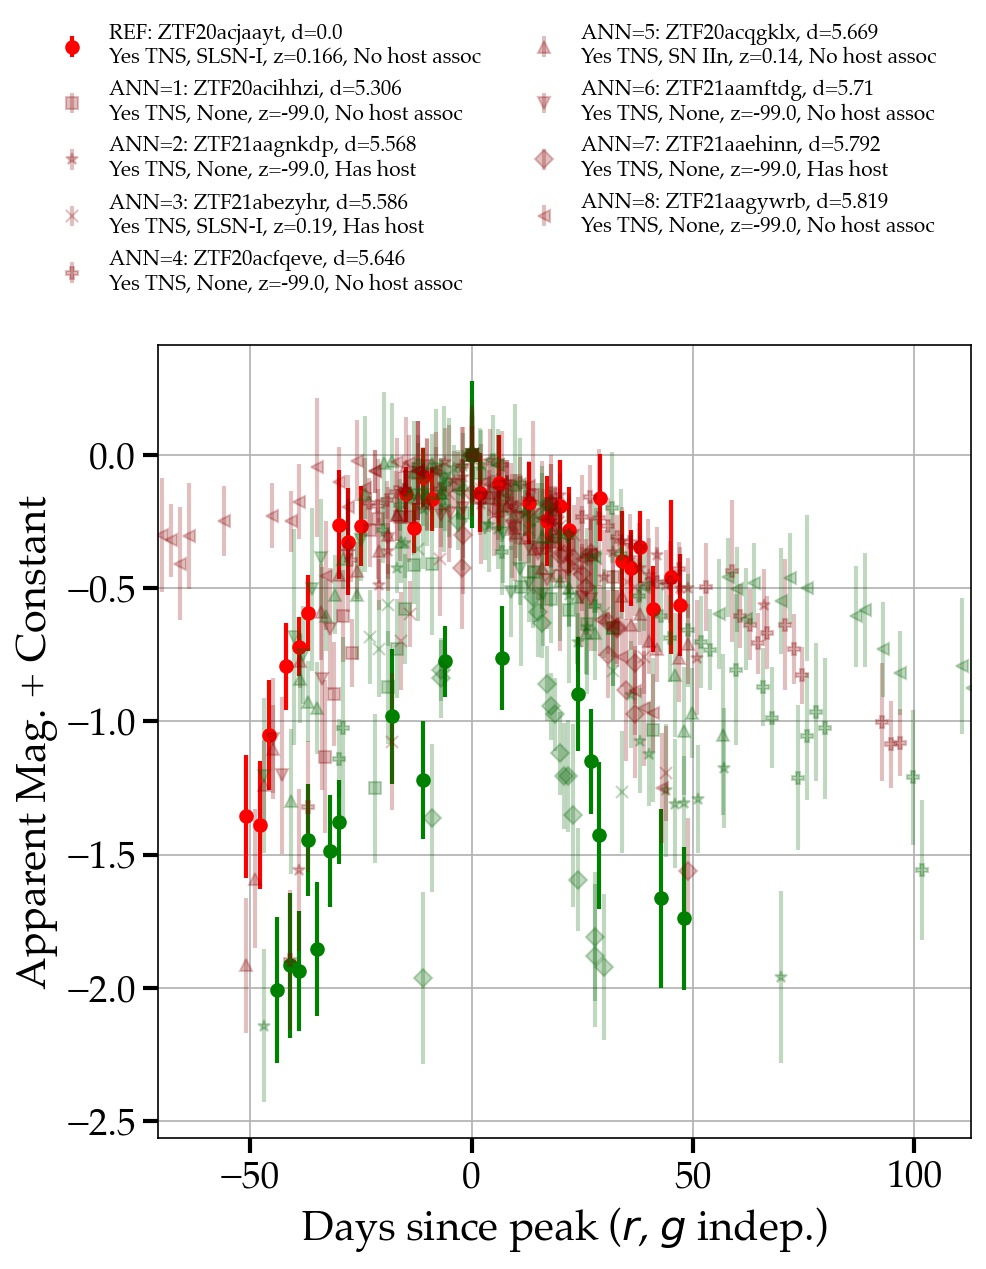 REF: ZTF20acjaayt, d=0.0
Yes TNS, SLSN-I, z=0.166, No host assoc
ANN=1: ZTF20acihhzi, d=5.306
Yes TNS, None, z=-99.0, No host assoc
ANN=2: ZTF21aagnkdp, d=5.568
Yes TNS, None, z=-99.0, Has host
ANN=3: ZTF21abezyhr, d=5.586
Yes TNS, SLSN-I, z=0.19, Has host
ANN=4: ZTF20acfqeve, d=5.646
Yes TNS, None, z=-99.0, No host assoc
ANN=5: ZTF20acqgklx, d=5.669
Yes TNS, SN IIn, z=0.14, No host assoc
ANN=6: ZTF21aamftdg, d=5.71
Yes TNS, None, z=-99.0, No host assoc
ANN=7: ZTF21aaehinn, d=5.792
Yes TNS, None, z=-99.0, Has host
ANN=8: ZTF21aagywrb, d=5.819
Yes TNS, None, z=-99.0, No host assoc
Apparent Mag. + Constant
0.0
−0.5
−1.0
−1.5
−2.0
−2.5
−50
0
50
100
Days since peak (r, g indep.)